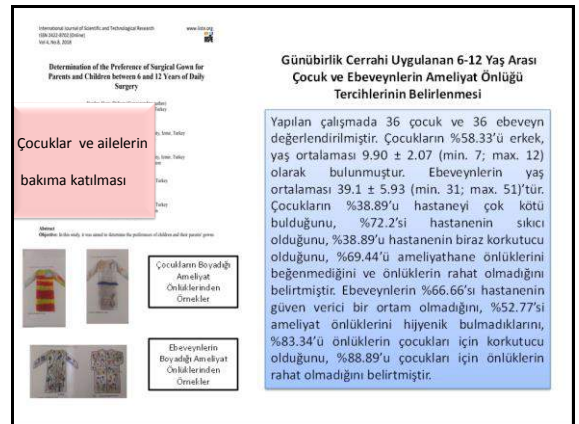 International Journal of Scientific and Technological Research
www.iiste.org
ISSN 2422-8702 (Online)
Vol 4, No.8, 2018
Determination of the Preference of Surgical Gown for
Parents and Children between 6 and 12 Years of Daily
Surgery
Turkey
Izmir, Turkey
Izmir, Turkey
Turkey
Turkey
Çocuklar ve ailelerin
bakıma katılması
Abstract
Objective: In this study, it was aimed to determine the preferences of children and their parents' gowns
Çocukların Boyadığı
Ameliyat
Önlüklerinden
Örnekler
Ebeveynlerin
Boyadığı Ameliyat
Önlüklerinden
Örnekler
Günübirlik Cerrahi Uygulanan 6-12 Yaş Arası
Çocuk ve Ebeveynlerin Ameliyat Önlüğü
Tercihlerinin Belirlenmesi
Yapılan çalışmada 36 çocuk ve 36 ebeveyn
değerlendirilmiştir. Çocukların %58.33'ü erkek,
yaş ortalaması 9.90 ± 2.07 (min. 7; max. 12)
olarak bulunmuştur. Ebeveynlerin yaş
ortalaması 39.1 ± 5.93 (min. 31; max. 51)'tür.
Çocukların %38.89'u hastaneyi çok kötü
bulduğunu, %72.2'si hastanenin sıkıcı
olduğunu, %38.89'u hastanenin biraz korkutucu
olduğunu, %69.44'ü ameliyathane önlüklerini
beğenmediğini ve önlüklerin rahat olmadığını
belirtmiştir. Ebeveynlerin %66.66'sı hastanenin
güven verici bir ortam olmadığını, %52.77'si
ameliyat önlüklerini hijyenik bulmadıklarını,
%83.34'ü önlüklerin çocukları için korkutucu
olduğunu, %88.89'u çocukları için önlüklerin
rahat olmadığını belirtmiştir.